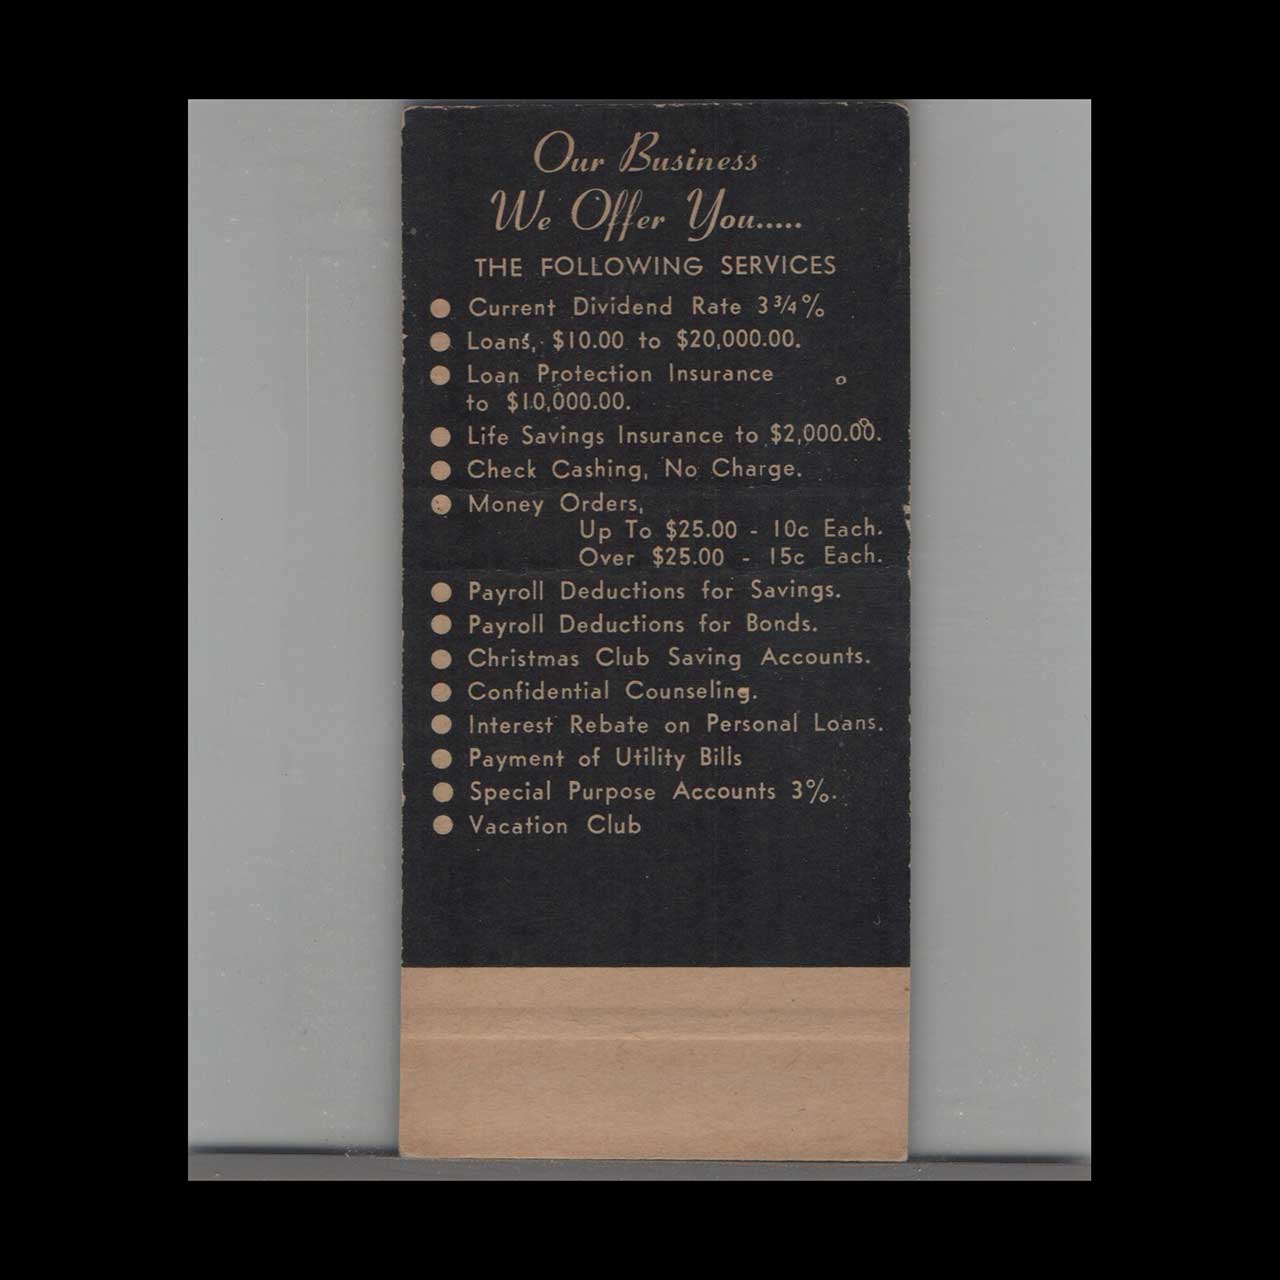 Our Business
We Offer You.....
THE FOLLOWING SERVICES
● Current Dividend Rate 3 3/4%
● Loans, $10.00 to $20,000.00.
● Loan Protection Insurance
to $10,000.00.
● Life Savings Insurance to $2,000.00.
● Check Cashing, No Charge.
● Money Orders,
Up To $25.00 - 10c Each.
Over $25.00 - 15c Each.
● Payroll Deductions for Savings.
● Payroll Deductions for Bonds.
● Christmas Club Saving Accounts.
● Confidential Counseling.
● Interest Rebate on Personal Loans.
● Payment of Utility Bills
● Special Purpose Accounts 3%.
● Vacation Club